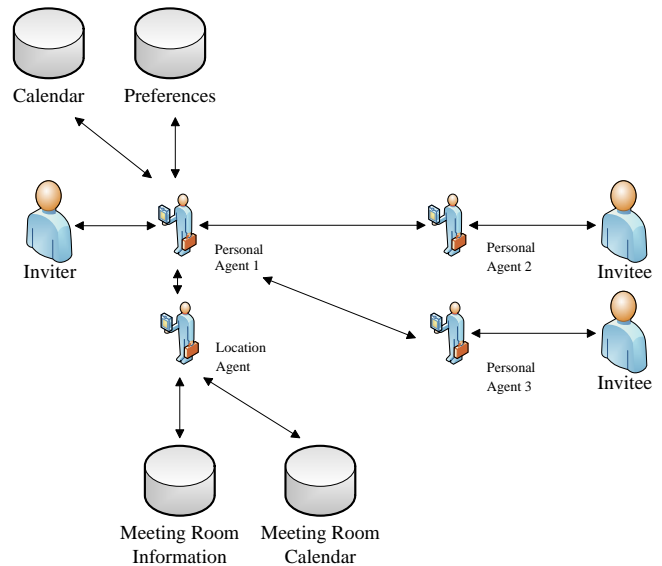 Calendar
Preferences
Inviter
Personal
Agent 1
Personal
Agent 2
Invitee
Location
Agent
Personal
Agent 3
Invitee
Meeting Room
Information
Meeting Room
Calendar